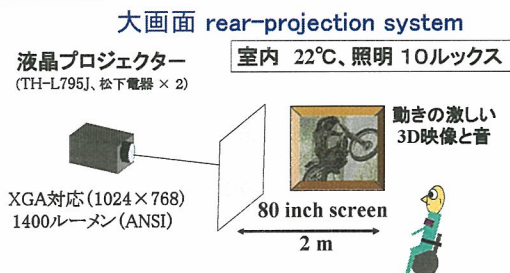 大画面 rear-projection system
液晶プロジェクター
(TH-L795J、松下電器 × 2)
室内 22℃、照明 10ルックス
動きの激しい
3D映像と音
XGA対応(1024×768)
1400ルーメン(ANSI)
80 inch screen
2 m